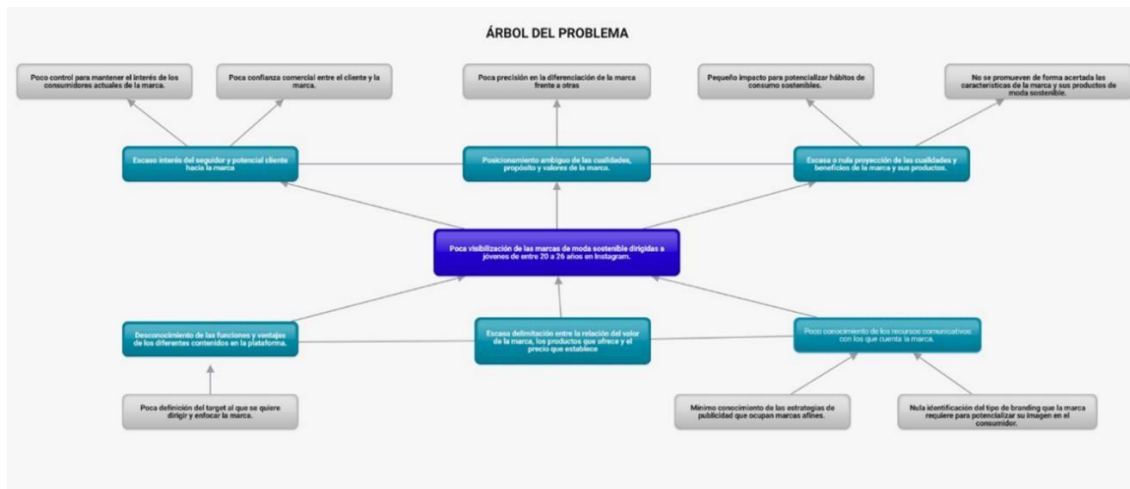 ÁRBOL DEL PROBLEMA
Poco control para mantener el interés de los
consumidores actuales de la marca.
Poca confianza comercial entre el cliente y la
marca.
Poca precisión en la diferenciación de la marca
frente a otras
Pequeño impacto para potencializar hábitos de
consumo sostenibles.
No se promueven de forma acertada las
características de la marca y sus productos de
moda sostenible.
Escaso interés del seguidor y potencial cliente
hacia la marca
Posicionamiento ambiguo de las cualidades,
propósito y valores de la marca.
Escasa o nula proyección de las cualidades y
beneficios de la marca y sus productos.
Poca visibilización de las marcas de moda sostenible dirigidas a
jóvenes de entre 20 a 26 años en Instagram.
Desconocimiento de las funciones y ventajas
de los diferentes contenidos en la plataforma.
Escasa delimitación entre la relación del valor
de la marca, los productos que ofrece y el
precio que establece
Poco conocimiento de los recursos comunicativos
con los que cuenta la marca.
Poca definición del target al que se quiere
dirigir y enfocar la marca.
Mínimo conocimiento de las estrategias de
publicidad que ocupan marcas afines.
Nula identificación del tipo de branding que la marca
requiere para potencializar su imagen en el
consumidor.